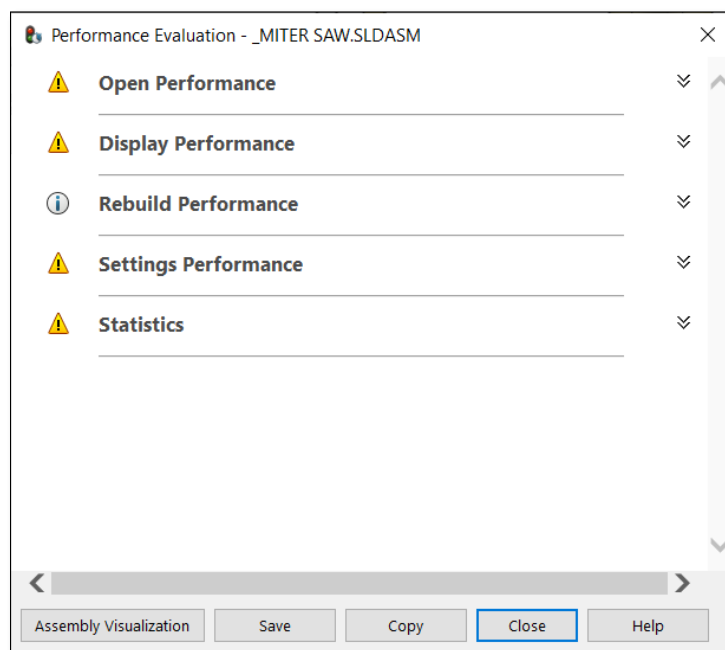 Performance Evaluation - _MITER SAW.SLDASM
Open Performance
Display Performance
Rebuild Performance
Settings Performance
Statistics
Assembly Visualization Save Copy Close Help